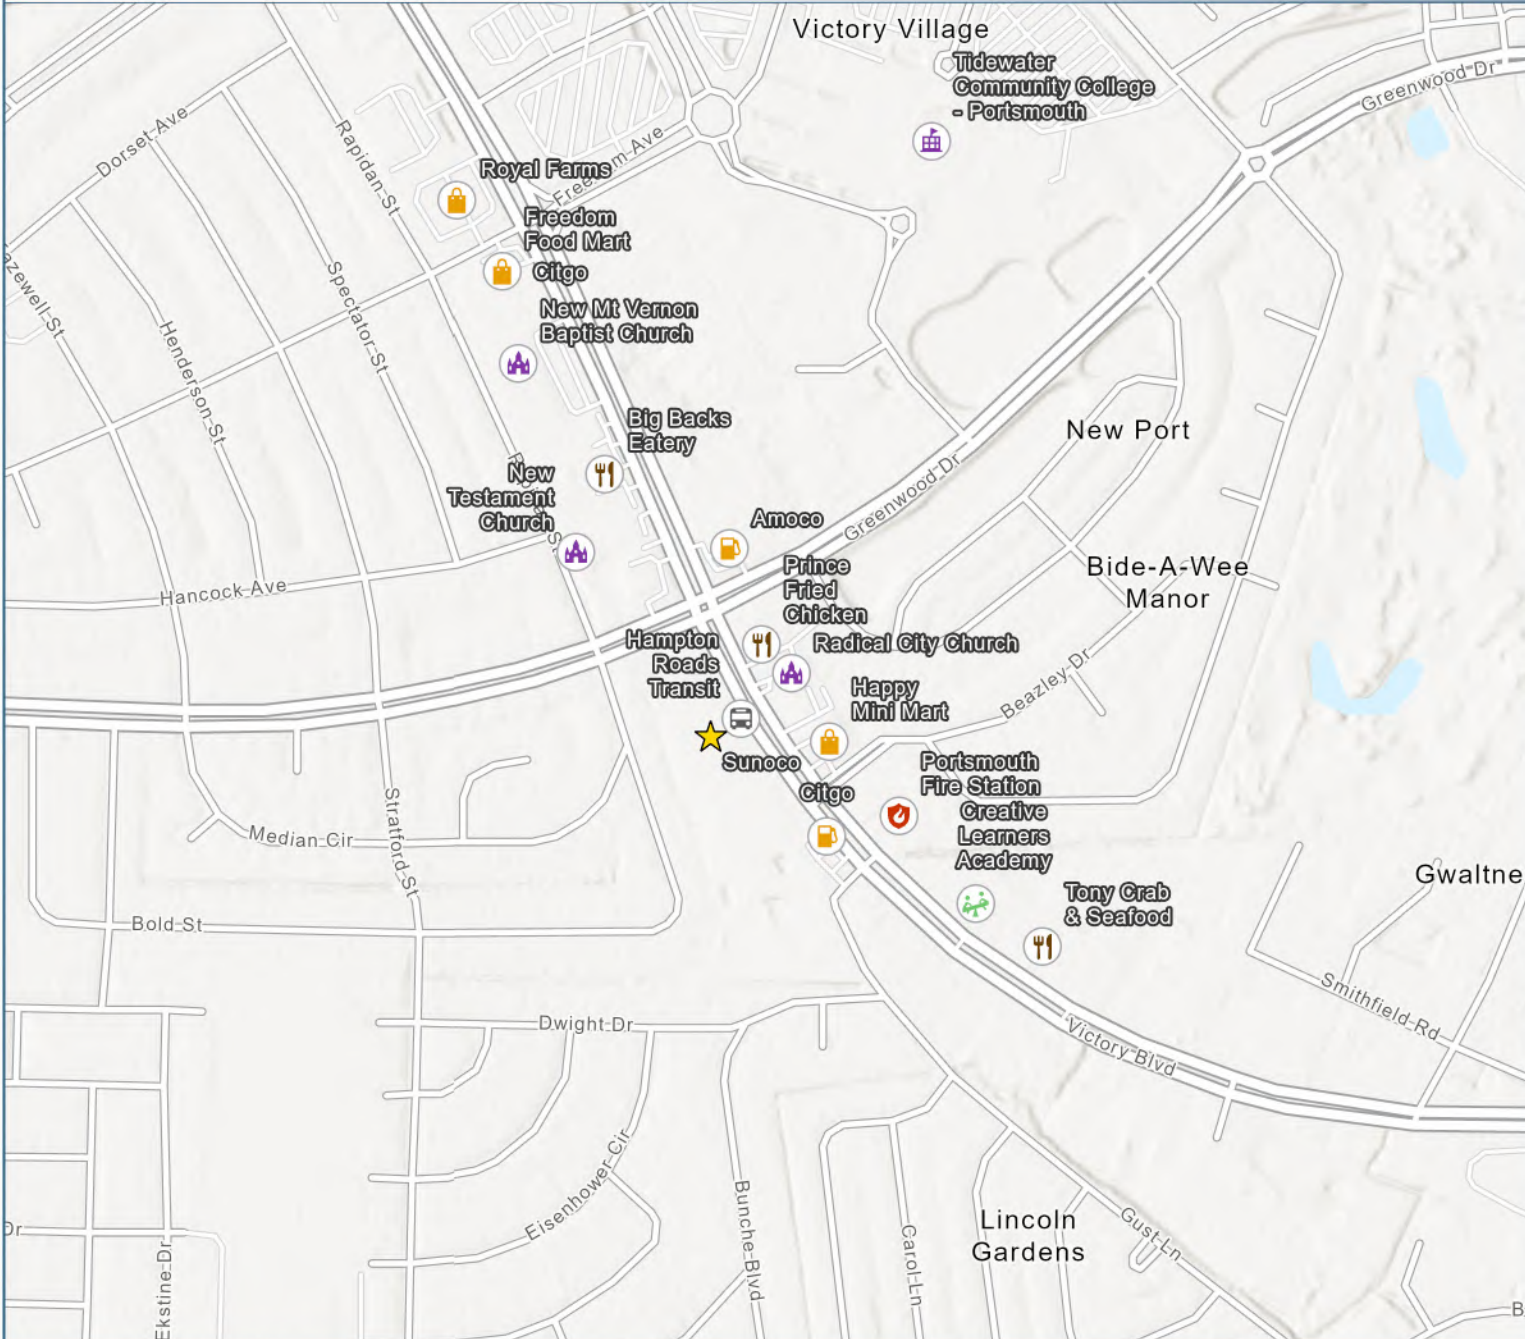 Victory Village
Tidewater
Community College
- Portsmouth
Greenwood Dr
Dorset Ave
Rapidan St
Royal Farms
Freedom Ave
Freedom
Food Mart
Citgo
Spectator St
Henderson St
New Mt Vernon
Baptist Church
Big Backs
Eatery
New Port
New
Testament
Church
Greenwood Dr
Amoco
Prince
Fried
Chicken
Bide-A-Wee
Manor
Hancock Ave
Hampton
Roads
Transit
Radical City Church
Happy
Mini Mart
Beazley Dr
Sunoco
Citgo
Portsmouth
Fire Station
Creative
Learners
Academy
Median Cir
Stratford St
Tony Crab
& Seafood
Gwaltne
Bold St
Smithfield Rd
Dwight Dr
Victory Blvd
Eisenhower Cir
Bunche Blvd
Carol Ln
Lincoln
Gardens
Gust Ln
Dr
Ekstine Dr
B